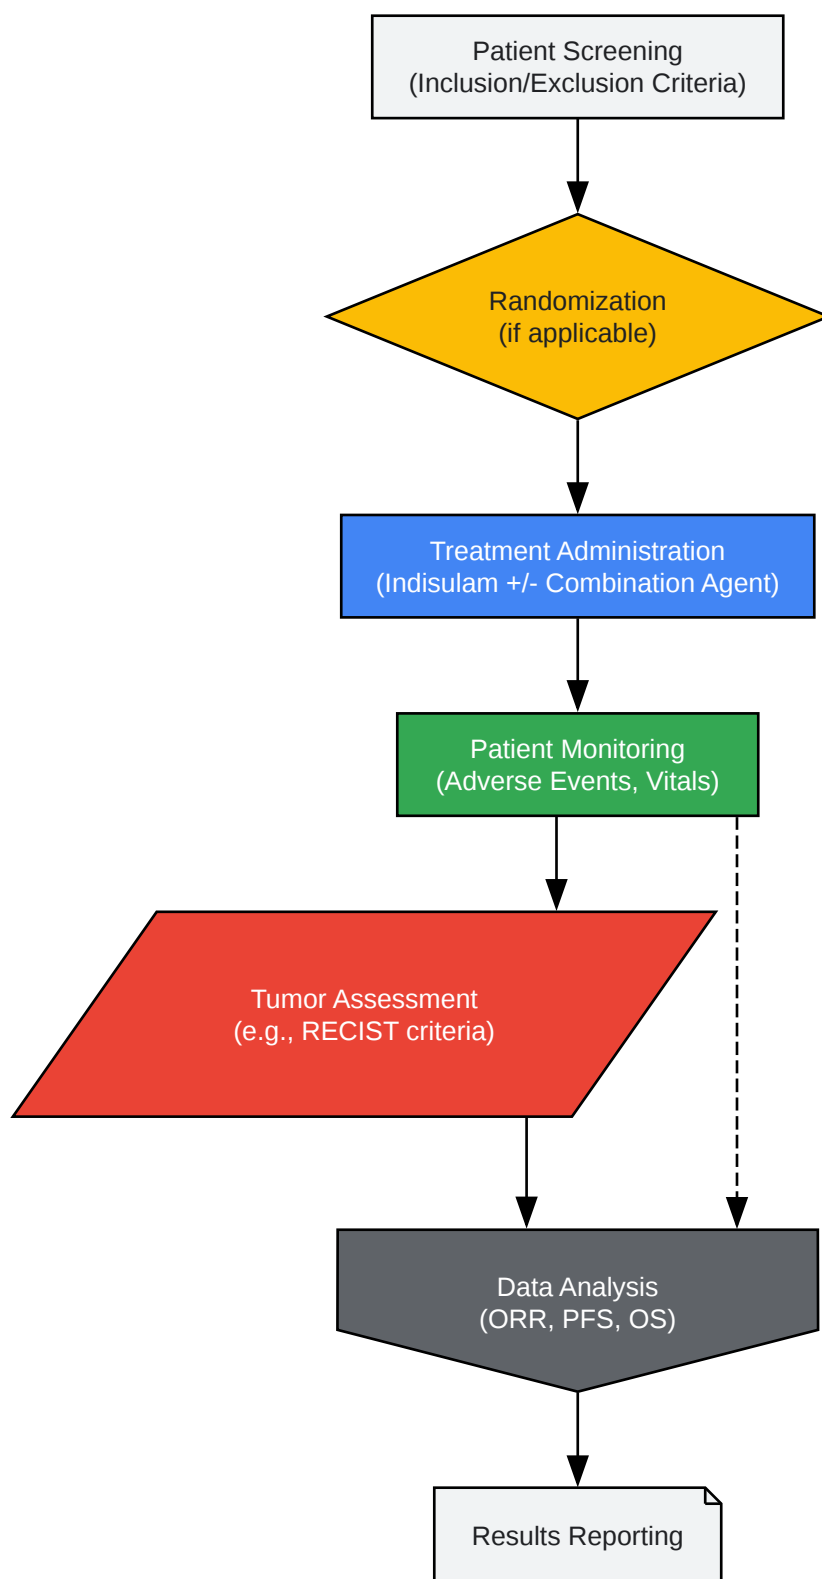 Patient Screening
(Inclusion/Exclusion Criteria)
Randomization
(if applicable)
Treatment Administration
(Indisulam +/- Combination Agent)
Patient Monitoring
(Adverse Events, Vitals)
Tumor Assessment
(e.g., RECIST criteria)
Data Analysis
(ORR, PFS, OS)
Results Reporting